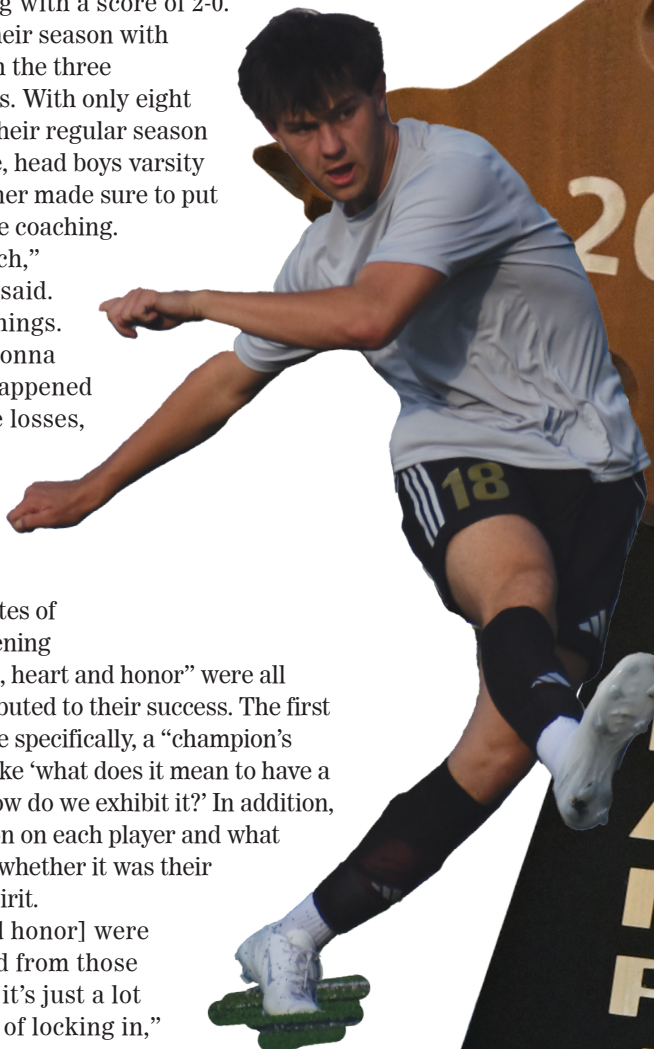 g with a score of 2-0.
heir season with
n the three
s. With only eight
heir regular season
e, head boys varsity
her made sure to put
e coaching.
ch,”
said.
nings.
onna
appened
e losses,
tes of
ening
, heart and honor” were all
buted to their success. The first
e specifically, a “champion’s
ke ‘what does it mean to have a
ow do we exhibit it?’ In addition,
on on each player and what
whether it was their
irit.
d honor] were
d from those
it’s just a lot
of locking in,”
20
18